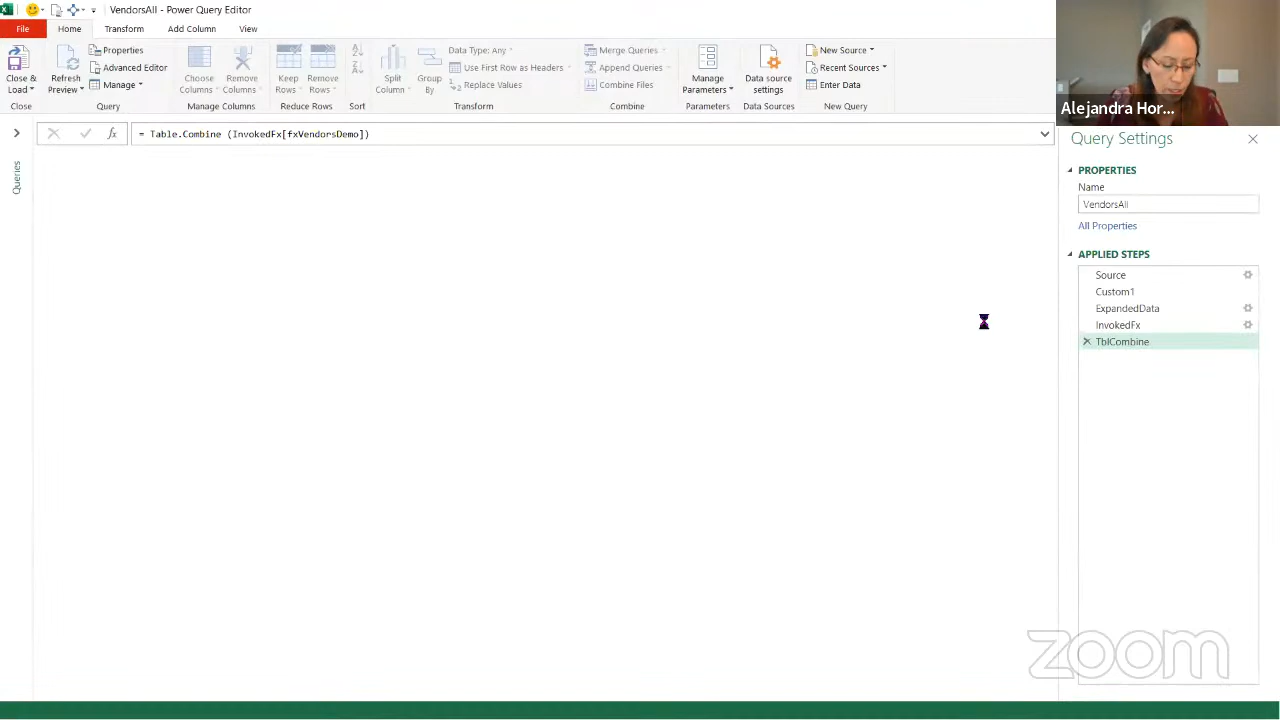 VendorsAll - Power Query Editor
File
Home
Transform
Add Column
View
Close & Load
Close
Refresh Preview
Properties
Advanced Editor
Manage
Query
Choose Columns
Remove Columns
Manage Columns
Keep Rows
Remove Rows
Reduce Rows
Sort
Split Column
Group By
Data Type: Any
Use First Row as Headers
Replace Values
Transform
Merge Queries
Append Queries
Combine Files
Combine
Manage Parameters
Parameters
Data source settings
Data Sources
New Source
Recent Sources
Enter Data
New Query
Alejandra Hor...
= Table.Combine (InvokedFx[fxVendorsDemo])
Queries
Query Settings
PROPERTIES
Name
VendorsAll
All Properties
APPLIED STEPS
Source
Custom1
ExpandedData
InvokedFx
TblCombine
zoom